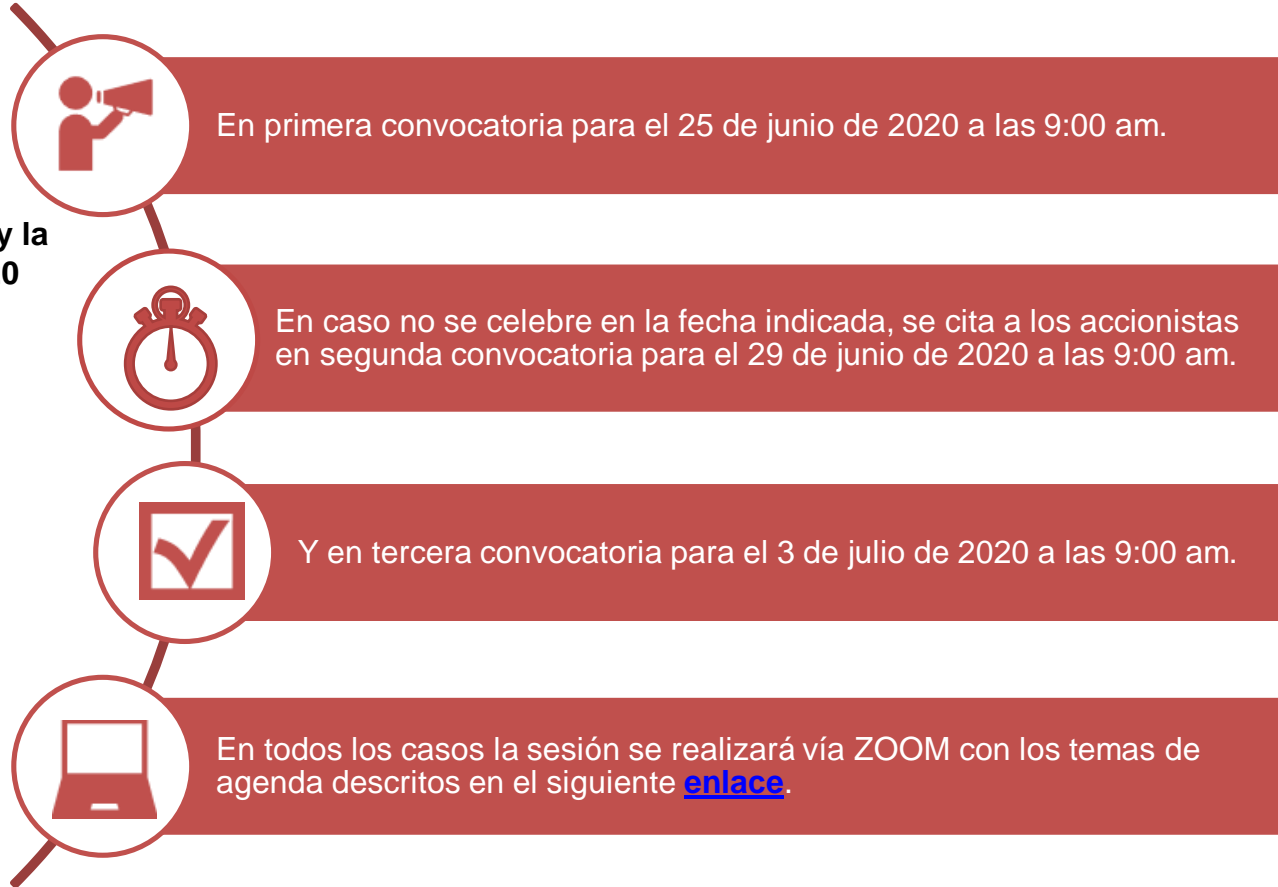 En primera convocatoria para el 25 de junio de 2020 a las 9:00 am.
y la
0
En caso no se celebre en la fecha indicada, se cita a los accionistas
en segunda convocatoria para el 29 de junio de 2020 a las 9:00 am.
Y en tercera convocatoria para el 3 de julio de 2020 a las 9:00 am.
En todos los casos la sesión se realizará vía ZOOM con los temas de
agenda descritos en el siguiente enlace.